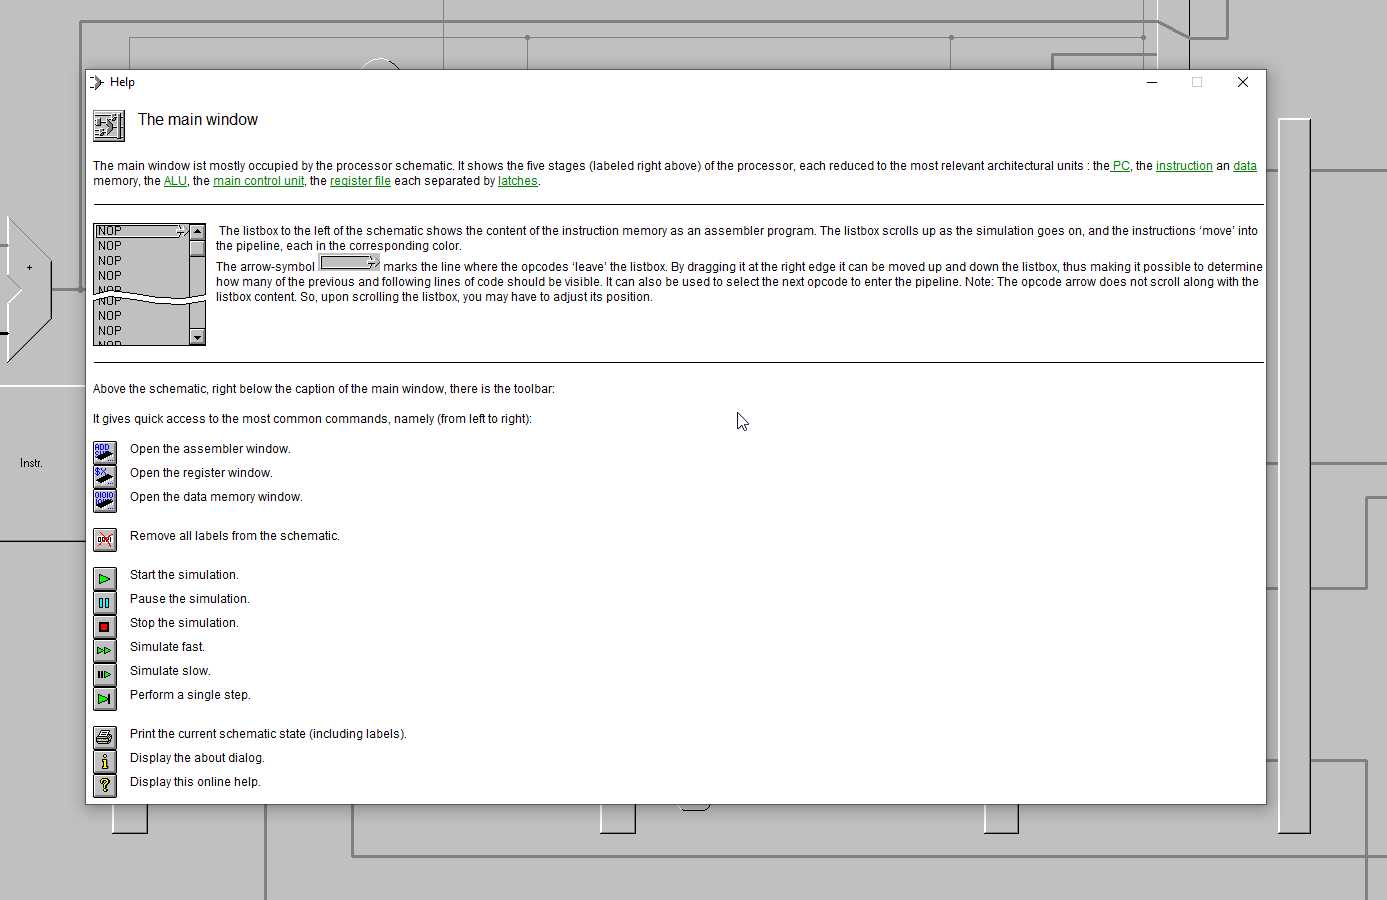 Help
The main window
The main window ist mostly occupied by the processor schematic. It shows the five stages (labeled right above) of the processor, each reduced to the most relevant architectural units : the PC, the instruction an data
memory, the ALU, the main control unit, the register file each separated by latches.
NOP
NOP
NOP
NOP
NOP
NOP
NOP
NOP
NOP
The listbox to the left of the schematic shows the content of the instruction memory as an assembler program. The listbox scrolls up as the simulation goes on, and the instructions ‘move’ into
the pipeline, each in the corresponding color.
The arrow-symbol marks the line where the opcodes ‘leave’ the listbox. By dragging it at the right edge it can be moved up and down the listbox, thus making it possible to determine
how many of the previous and following lines of code should be visible. It can also be used to select the next opcode to enter the pipeline. Note: The opcode arrow does not scroll along with the
listbox content. So, upon scrolling the listbox, you may have to adjust its position.
+
Instr.
Above the schematic, right below the caption of the main window, there is the toolbar:
It gives quick access to the most common commands, namely (from left to right):
ADD
Open the assembler window.
$X
Open the register window.
01010
Open the data memory window.
Remove all labels from the schematic.
Start the simulation.
Pause the simulation.
Stop the simulation.
Simulate fast.
Simulate slow.
Perform a single step.
Print the current schematic state (including labels).
i
Display the about dialog.
?
Display this online help.